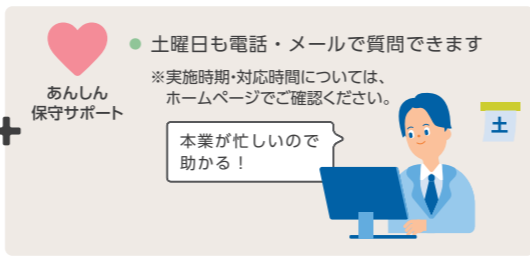 土曜日も電話・メールで質問できます
※実施時期・対応時間については、
ホームページでご確認ください。
あんしん
保守サポート
本業が忙しいので
助かる！
土